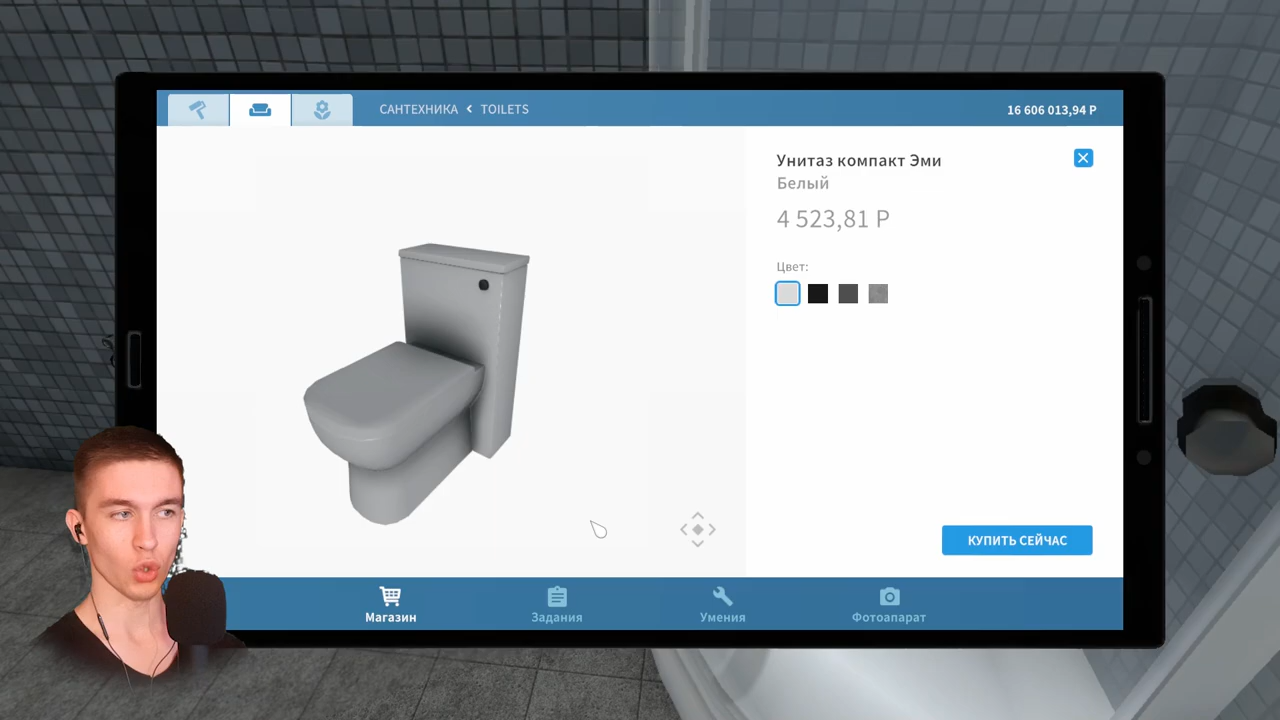 САНТЕХНИКА < TOILETS
16 606 013,94 Р
Унитаз компакт Эми
Белый
4 523,81 Р
Цвет:
КУПИТЬ СЕЙЧАС
Магазин
Задания
Умения
Фотоапарат